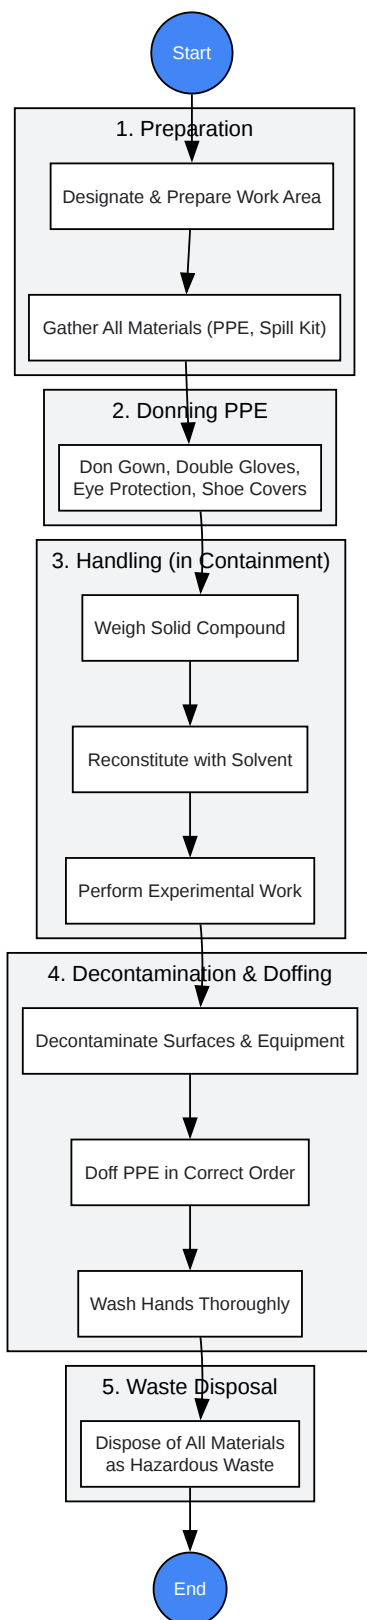 Start
1. Preparation
Designate & Prepare Work Area
Gather All Materials (PPE, Spill Kit)
2. Donning PPE
Don Gown, Double Gloves,
Eye Protection, Shoe Covers
3. Handling (in Containment)
Weigh Solid Compound
Reconstitute with Solvent
Perform Experimental Work
4. Decontamination & Doffing
Decontaminate Surfaces & Equipment
Doff PPE in Correct Order
Wash Hands Thoroughly
5. Waste Disposal
Dispose of All Materials
as Hazardous Waste
End